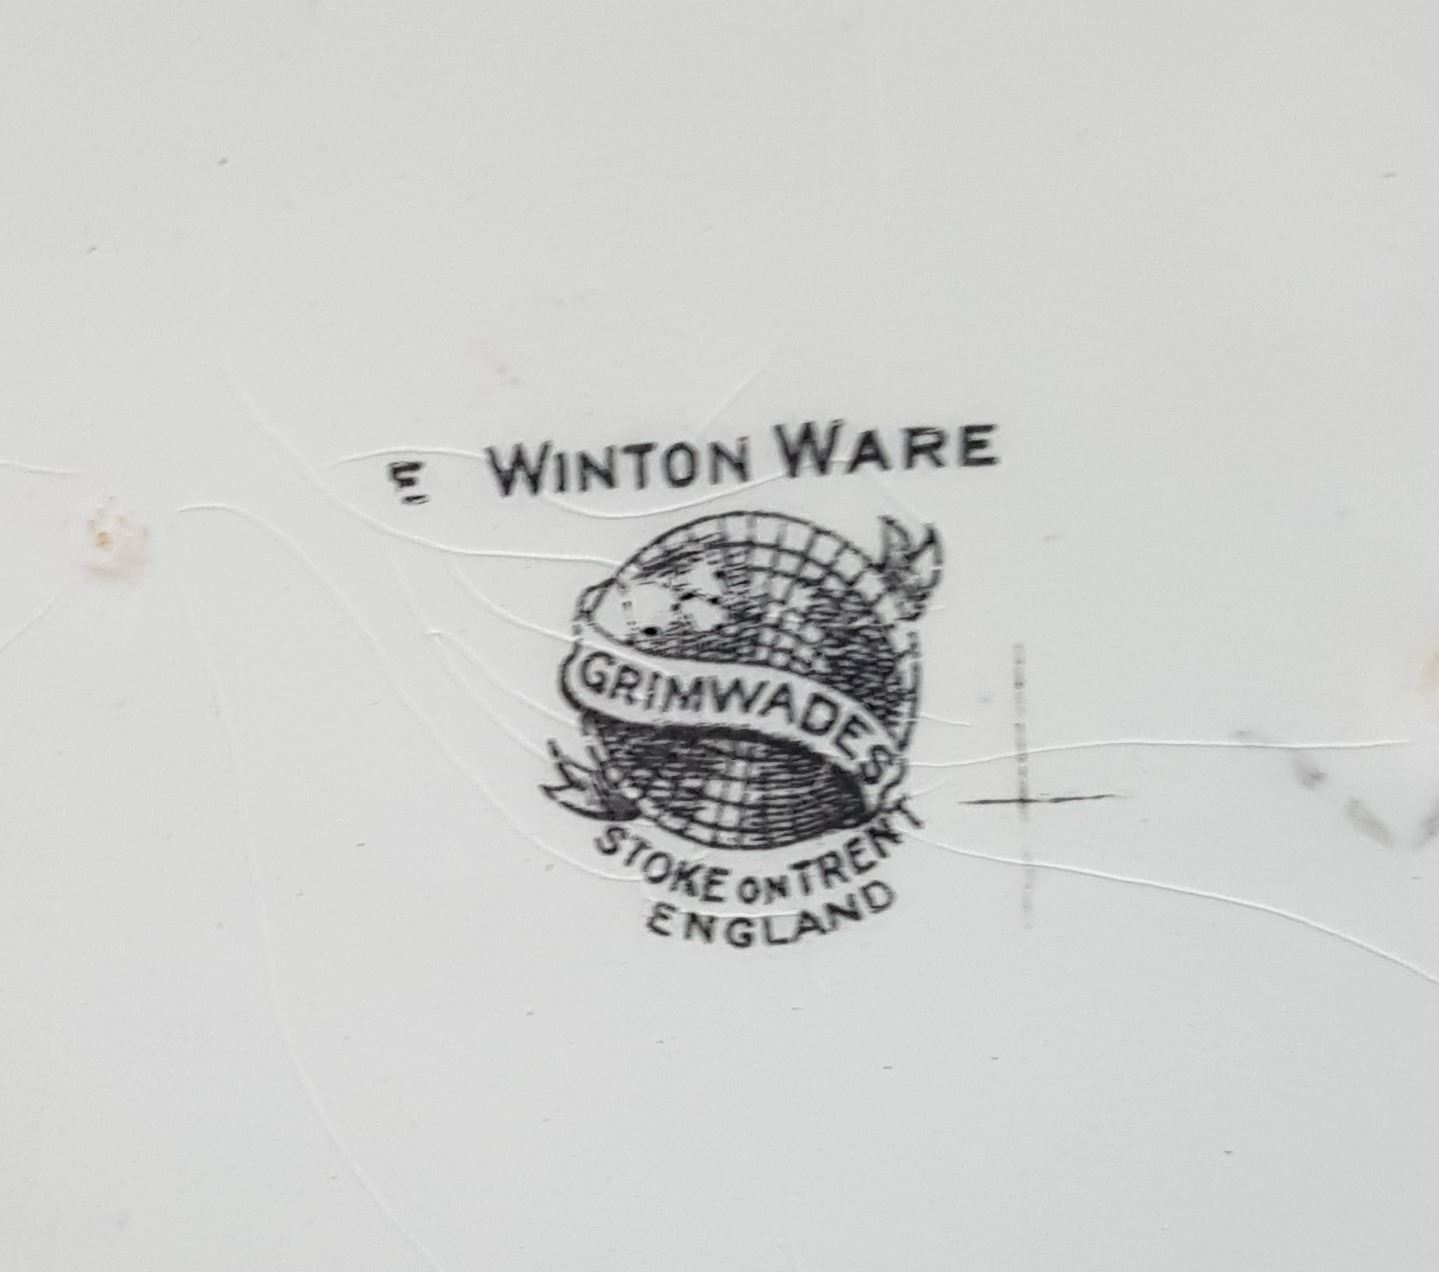 E WINTON WARE
GRIMWADES
STOKE ON TRENT
ENGLAND